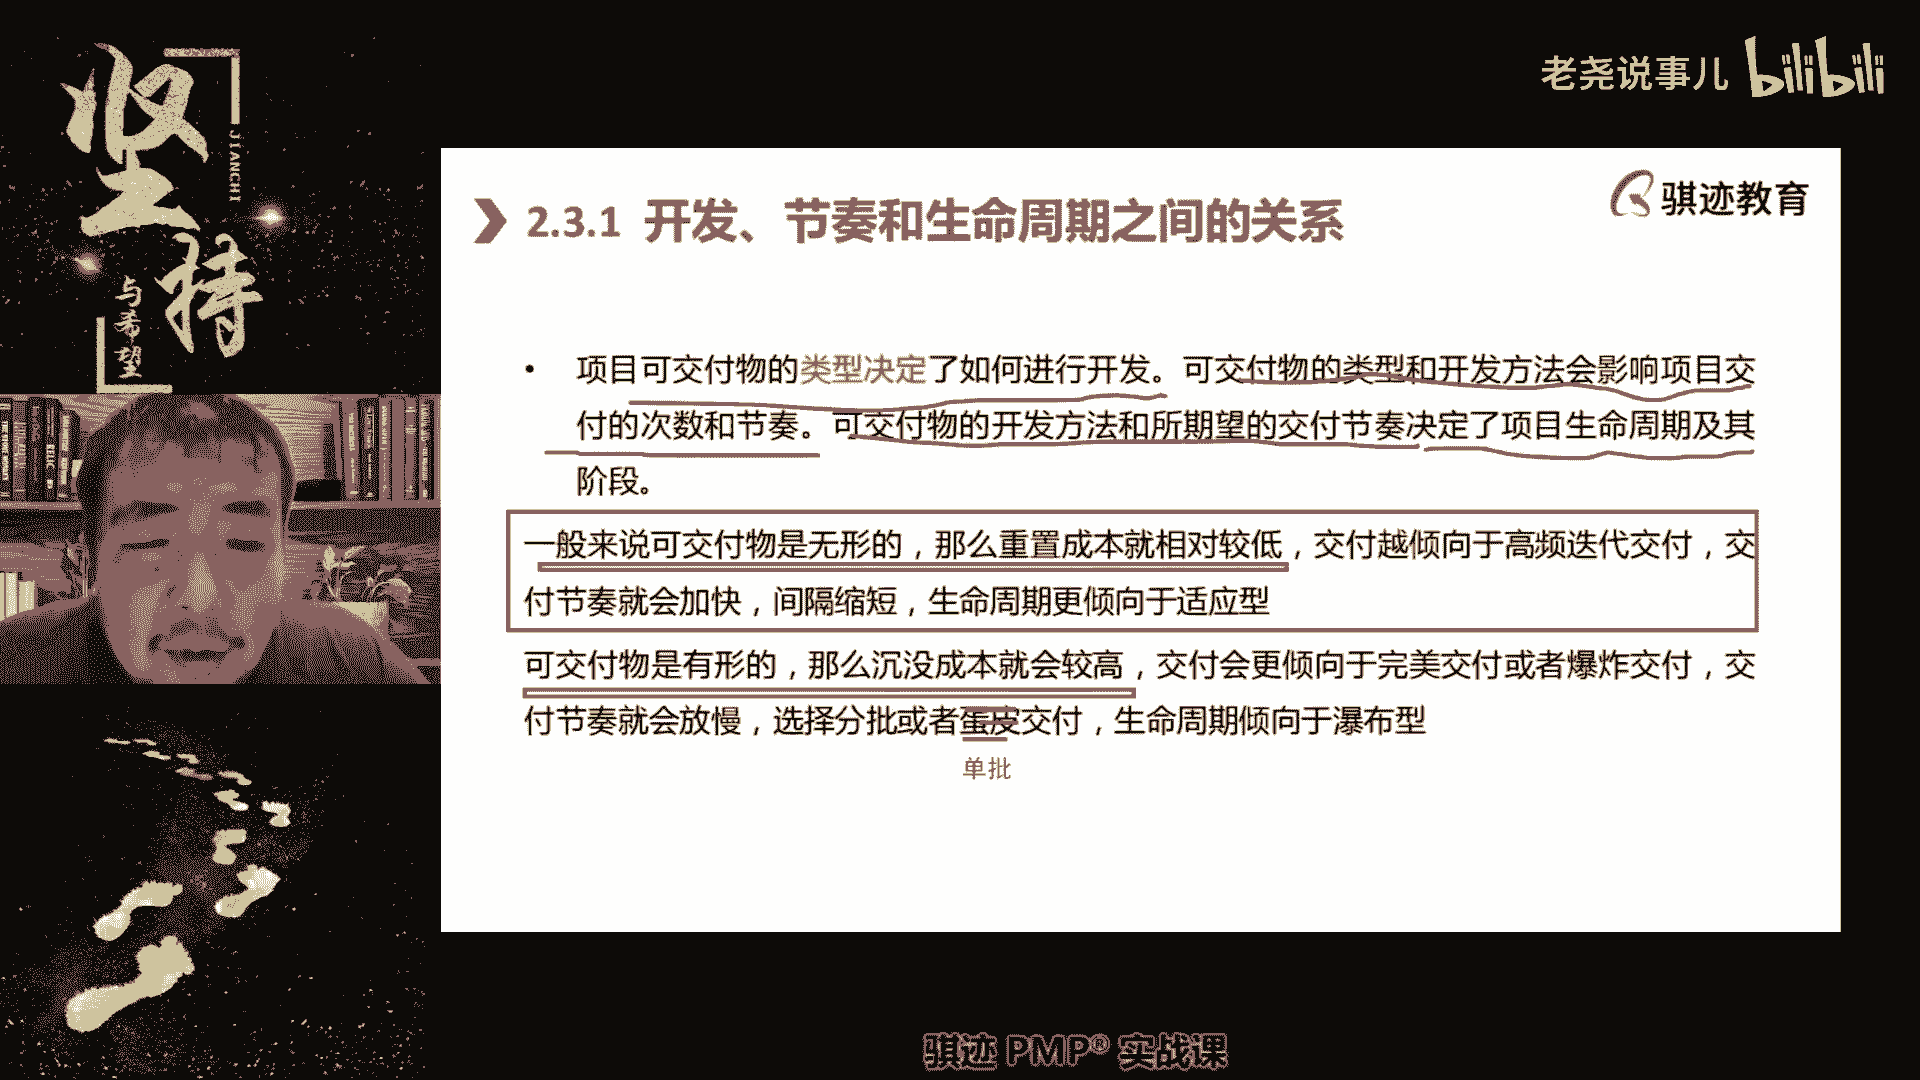 坚持
JIANCHI
与希望
老尧说事儿 bilibili
骐迹教育
2.3.1 开发、节奏和生命周期之间的关系
• 项目可交付物的类型决定了如何进行开发。可交付物的类型和开发方法会影响项目交
付的次数和节奏。可交付物的开发方法和所期望的交付节奏决定了项目生命周期及其
阶段。
一般来说可交付物是无形的，那么重置成本就相对较低，交付越倾向于高频迭代交付，交
付节奏就会加快，间隔缩短，生命周期更倾向于适应型
可交付物是有形的，那么沉没成本就会较高，交付会更倾向于完美交付或者爆炸交付，交
付节奏就会放慢，选择分批或者蛋皮交付，生命周期倾向于瀑布型
单批
骐迹 PMP® 实战课